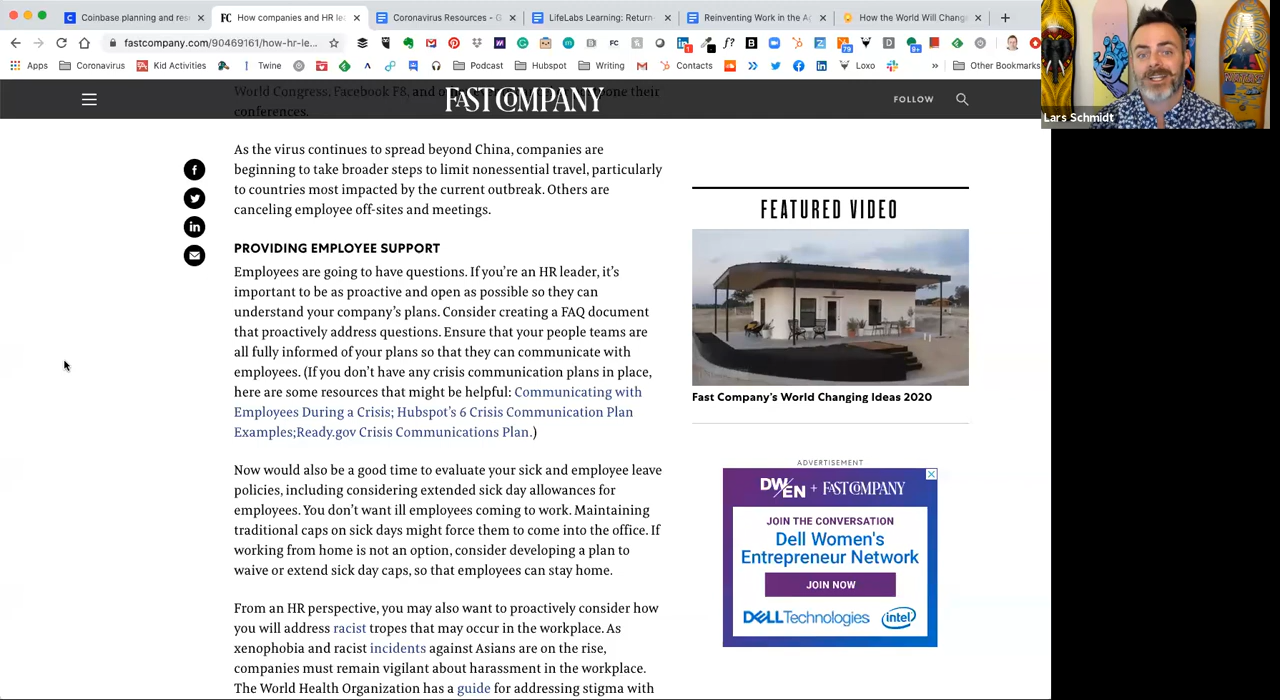 Coinbase planning and res
How companies and HR le
Coronavirus Resources - G
LifeLabs Learning: Return
Reinventing Work in the A
How the World Will Chang
fastcompany.com/90469161/how-hr-le...
Apps
Coronavirus
Kid Activities
Twine
Podcast
Hubspot
Writing
Contacts
Loxo
Other Bookmarks
Lars Schmidt
World Congress, Facebook F8, and o
one their
conferences.
FAST COMPANY
FOLLOW
As the virus continues to spread beyond China, companies are
beginning to take broader steps to limit nonessential travel, particularly
to countries most impacted by the current outbreak. Others are
canceling employee off-sites and meetings.
PROVIDING EMPLOYEE SUPPORT
Employees are going to have questions. If you're an HR leader, it's
important to be as proactive and open as possible so they can
understand your company's plans. Consider creating a FAQ document
that proactively address questions. Ensure that your people teams are
all fully informed of your plans so that they can communicate with
employees. (If you don't have any crisis communication plans in place,
here are some resources that might be helpful: Communicating with
Employees During a Crisis; Hubspot's 6 Crisis Communication Plan
Examples;Ready.gov Crisis Communications Plan.)
Now would also be a good time to evaluate your sick and employee leave
policies, including considering extended sick day allowances for
employees. You don't want ill employees coming to work. Maintaining
traditional caps on sick days might force them to come into the office. If
working from home is not an option, consider developing a plan to
waive or extend sick day caps, so that employees can stay home.
From an HR perspective, you may also want to proactively consider how
you will address racist tropes that may occur in the workplace. As
xenophobia and racist incidents against Asians are on the rise,
companies must remain vigilant about harassment in the workplace.
The World Health Organization has a guide for addressing stigma with
FEATURED VIDEO
Fast Company's World Changing Ideas 2020
ADVERTISEMENT
DWEN + FAST COMPANY
JOIN THE CONVERSATION
Dell Women's
Entrepreneur Network
JOIN NOW
DELL Technologies
intel